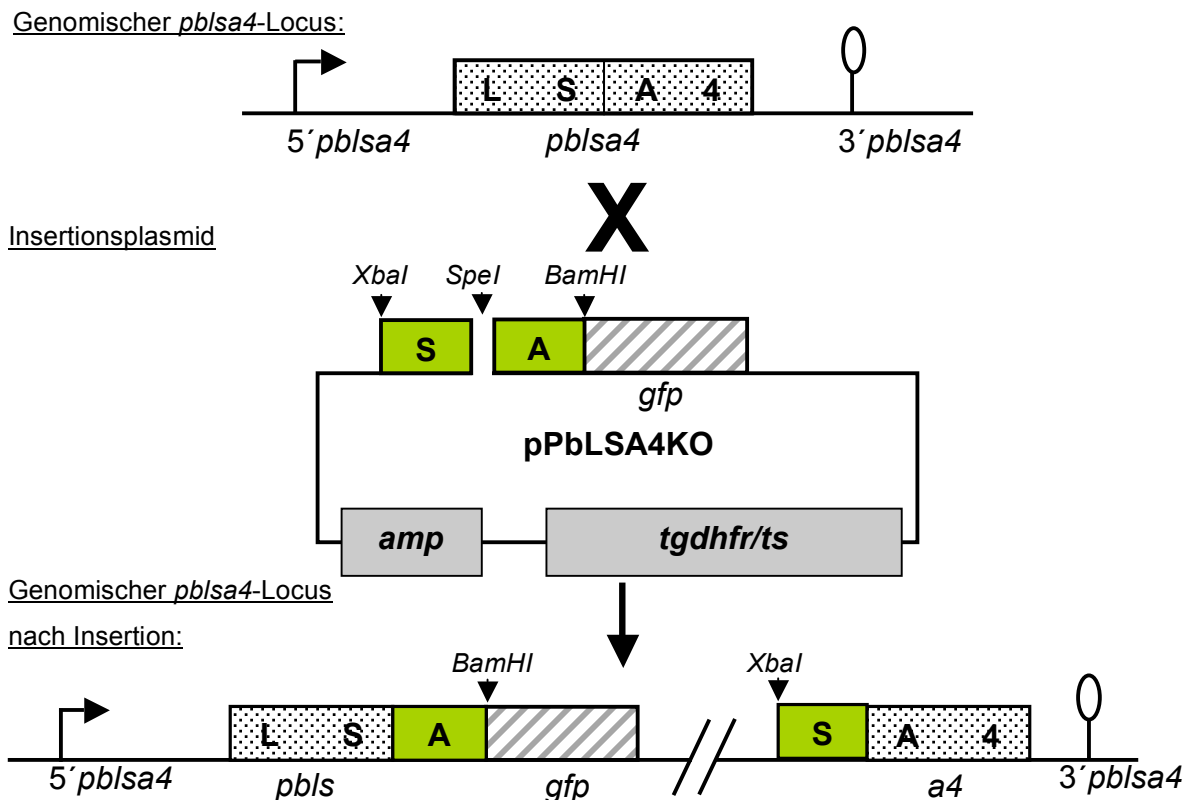 Genomischer pblsa4-Locus:
L S A 4
5´pblsa4 pblsa4 3´pblsa4
X
Insertionsplasmid
XbaI SpeI BamHI
S A
gfp
pPbLSA4KO
amp tgdhfr/ts
Genomischer pblsa4-Locus
nach Insertion:
BamHI XbaI
L S A S A 4
5´pblsa4 pbls gfp a4 3´pblsa4